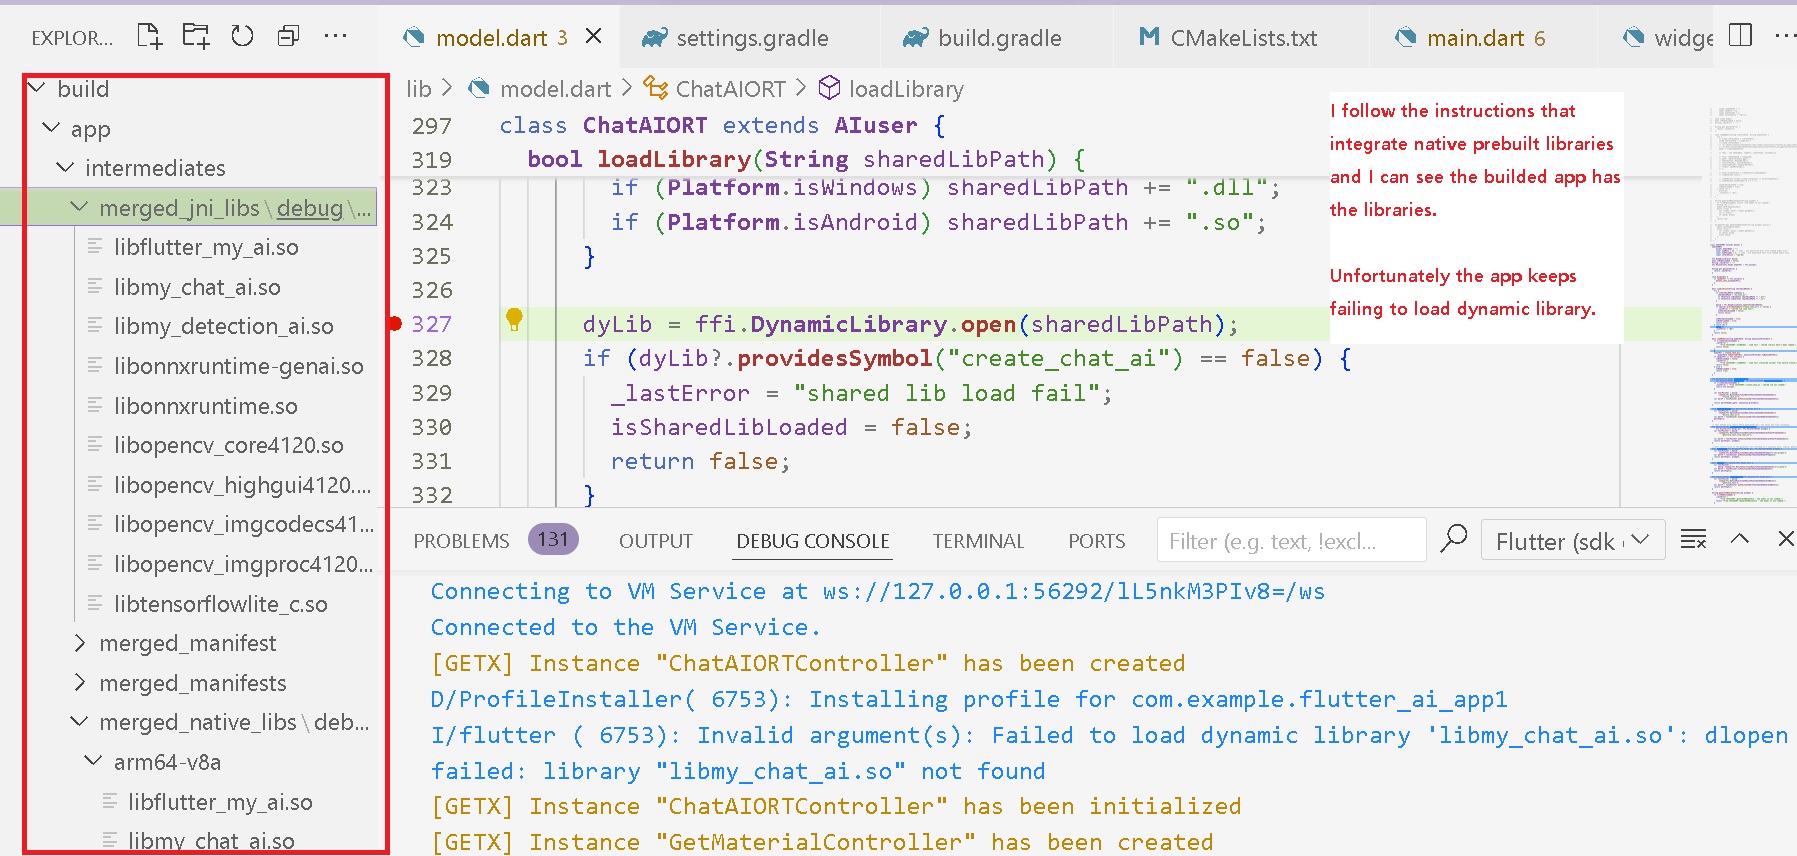 EXPLOR... ···
model.dart 3 settings.gradle build.gradle CMakeLists.txt main.dart 6 widge ···
lib > model.dart > ChatAIORT > loadLibrary
build
app
intermediates
merged_jni_libs \ debug \ ...
libflutter_my_ai.so
libmy_chat_ai.so
libmy_detection_ai.so
libonnxruntime-genai.so
libonnxruntime.so
libopencv_core4120.so
libopencv_highgui4120....
libopencv_imgcodecs41...
libopencv_imgproc4120...
libtensorflowlite_c.so
merged_manifest
merged_manifests
merged_native_libs \ deb...
arm64-v8a
libflutter_my_ai.so
libmy_chat_ai.so
297 class ChatAIORT extends AIuser {
319 bool loadLibrary(String sharedLibPath) {
323 if (Platform.isWindows) sharedLibPath += ".dll";
324 if (Platform.isAndroid) sharedLibPath += ".so";
325 }
326
327 dyLib = ffi.DynamicLibrary.open(sharedLibPath);
328 if (dyLib?.providesSymbol("create_chat_ai") == false) {
329 _lastError = "shared lib load fail";
330 isSharedLibLoaded = false;
331 return false;
332 }
I follow the instructions that
integrate native prebuilt libraries
and I can see the builded app has
the libraries.
Unfortunately the app keeps
failing to load dynamic library.
PROBLEMS 131 OUTPUT DEBUG CONSOLE TERMINAL PORTS Filter (e.g. text, !excl... Flutter (sdk
Connecting to VM Service at ws://127.0.0.1:56292/lL5nkM3PIv8=/ws
Connected to the VM Service.
[GETX] Instance "ChatAIORTController" has been created
D/ProfileInstaller( 6753): Installing profile for com.example.flutter_ai_app1
I/flutter ( 6753): Invalid argument(s): Failed to load dynamic library 'libmy_chat_ai.so': dlopen
failed: library "libmy_chat_ai.so" not found
[GETX] Instance "ChatAIORTController" has been initialized
[GETX] Instance "GetMaterialController" has been created